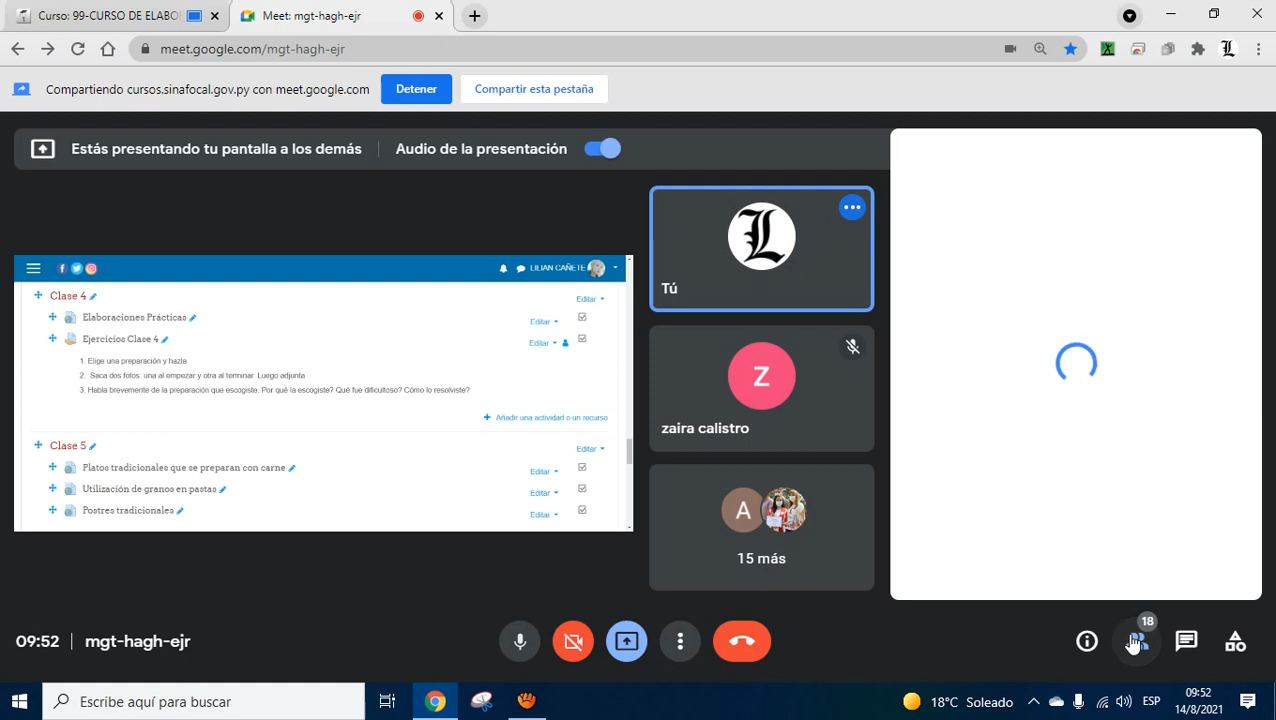 Curso: 99-CURSO DE ELABO
Meet: mgt-hagh-ejr
meet.google.com/mgt-hagh-ejr
Compartiendo cursos.sinafocal.gov.py con meet.google.com
Detener
Compartir esta pestaña
Estás presentando tu pantalla a los demás
Audio de la presentación
LILIAN CAÑETE
Clase 4
Editar
Elaboraciones Prácticas
Editar
Ejercicios Clase 4
Editar
1. Elige una preparación y hazla
2. Saca dos fotos: una al empezar y otra al terminar. Luego adjunta
3. Habla brevemente de la preparación que escogiste. Por qué la escogiste? Qué fue dificultoso? Cómo lo resolviste?
Añadir una actividad o un recurso
Clase 5
Editar
Platos tradicionales que se preparan con carne
Editar
Utilización de granos en pastas
Editar
Postres tradicionales
Editar
L
Tú
Z
zaira calistro
A
15 más
09:52
mgt-hagh-ejr
18
Escribe aquí para buscar
18°C Soleado
ESP
09:52
14/8/2021